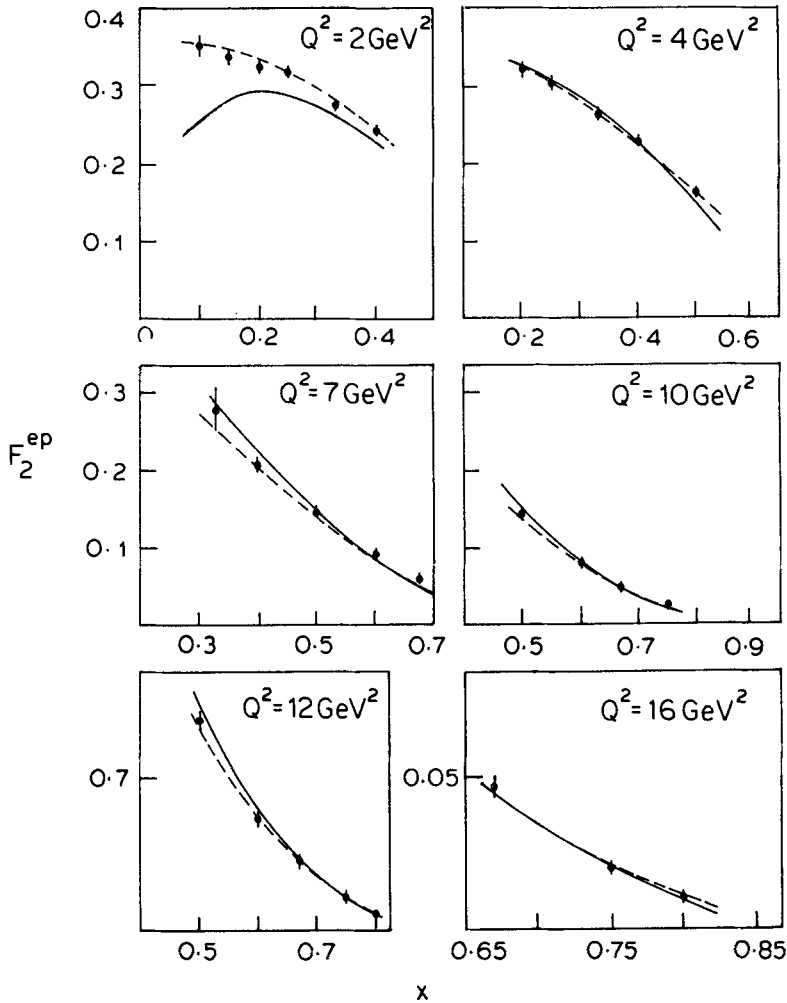 Q² = 2 GeV²
0.4
0.3
0.2
0.1
0 0.2 0.4
Q² = 4 GeV²
0.2 0.4 0.6
F₂ᵉᵖ
Q² = 7 GeV²
0.3
0.2
0.1
0.3 0.5 0.7
Q² = 10 GeV²
0.5 0.7 0.9
Q² = 12 GeV²
0.7
0.5 0.7
Q² = 16 GeV²
0.05
0.65 0.75 0.85
x